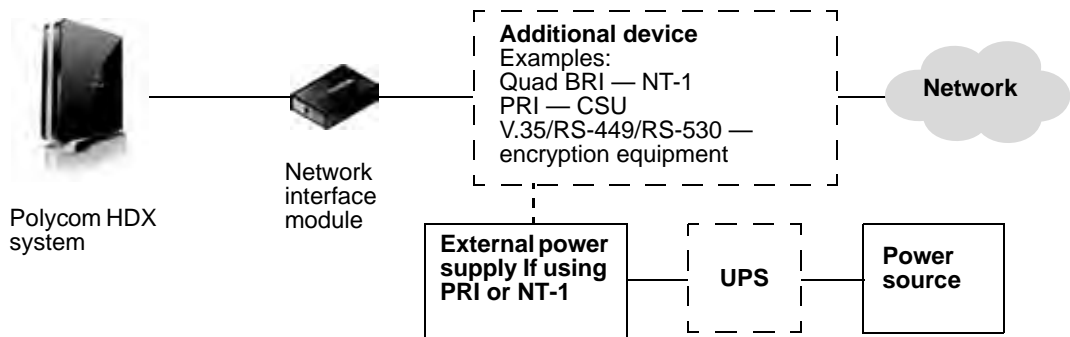 Additional device
Examples:
Quad BRI — NT-1
PRI — CSU
V.35/RS-449/RS-530 —
encryption equipment
Network
Network
interface
module
Polycom HDX
system
External power
supply If using
PRI or NT-1
UPS
Power
source